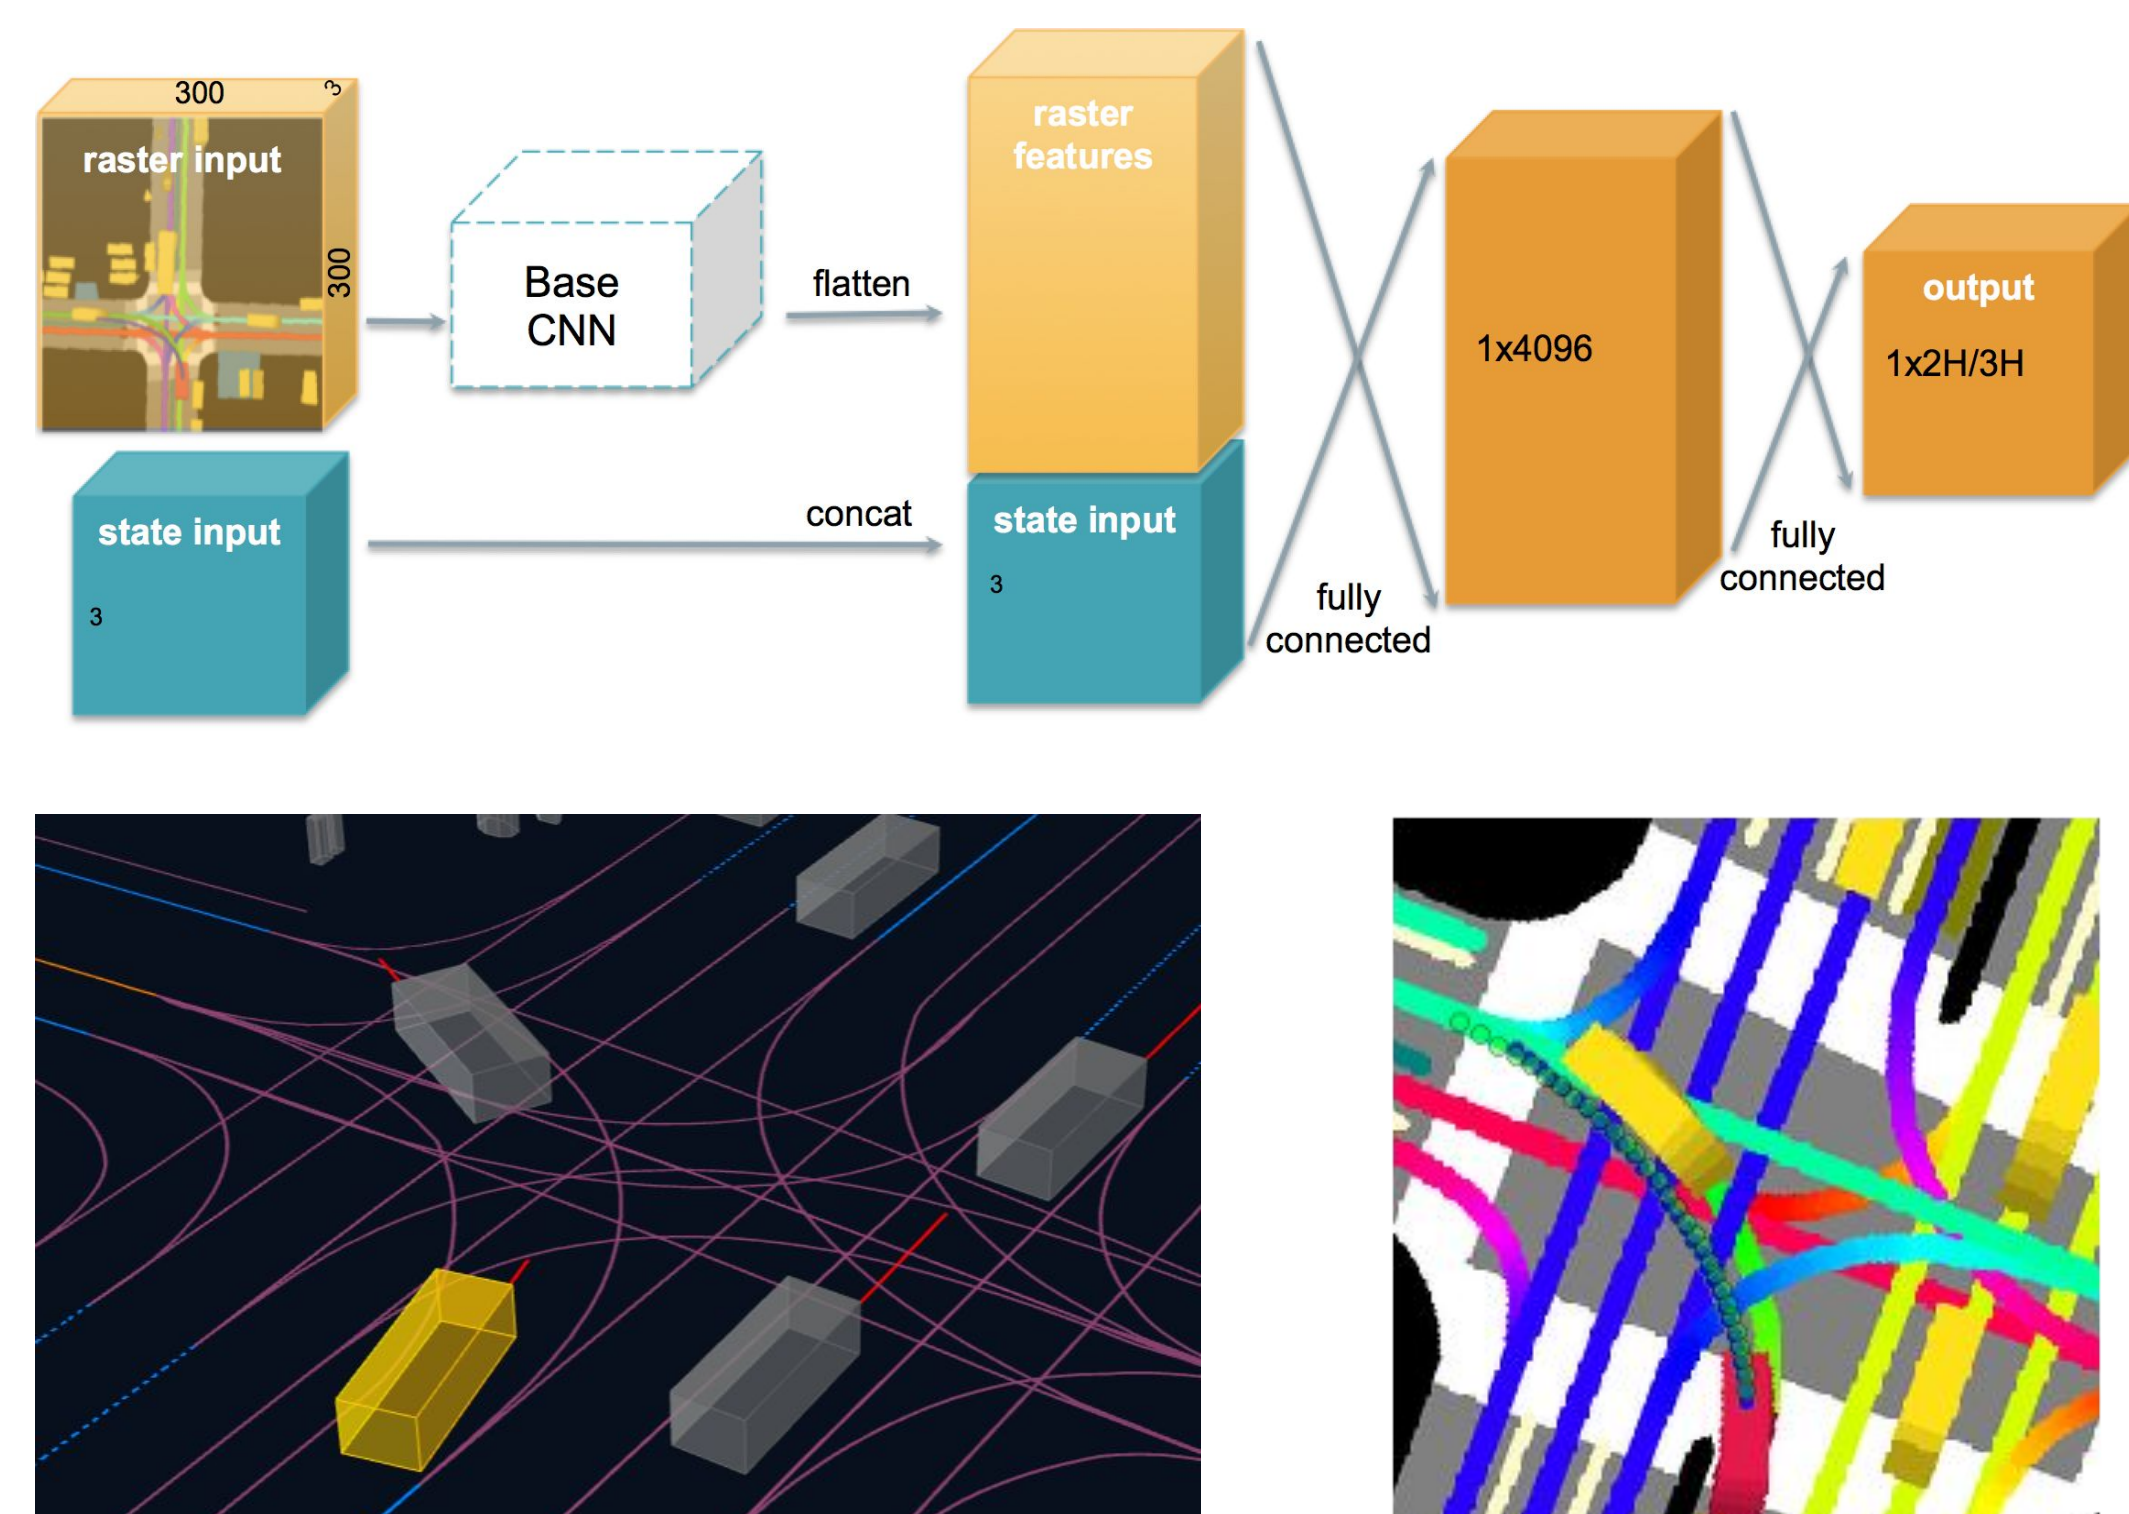 300
3
raster input
300
Base
CNN
flatten
raster
features
1x4096
output
1x2H/3H
state input
3
concat
state input
3
fully
connected
fully
connected